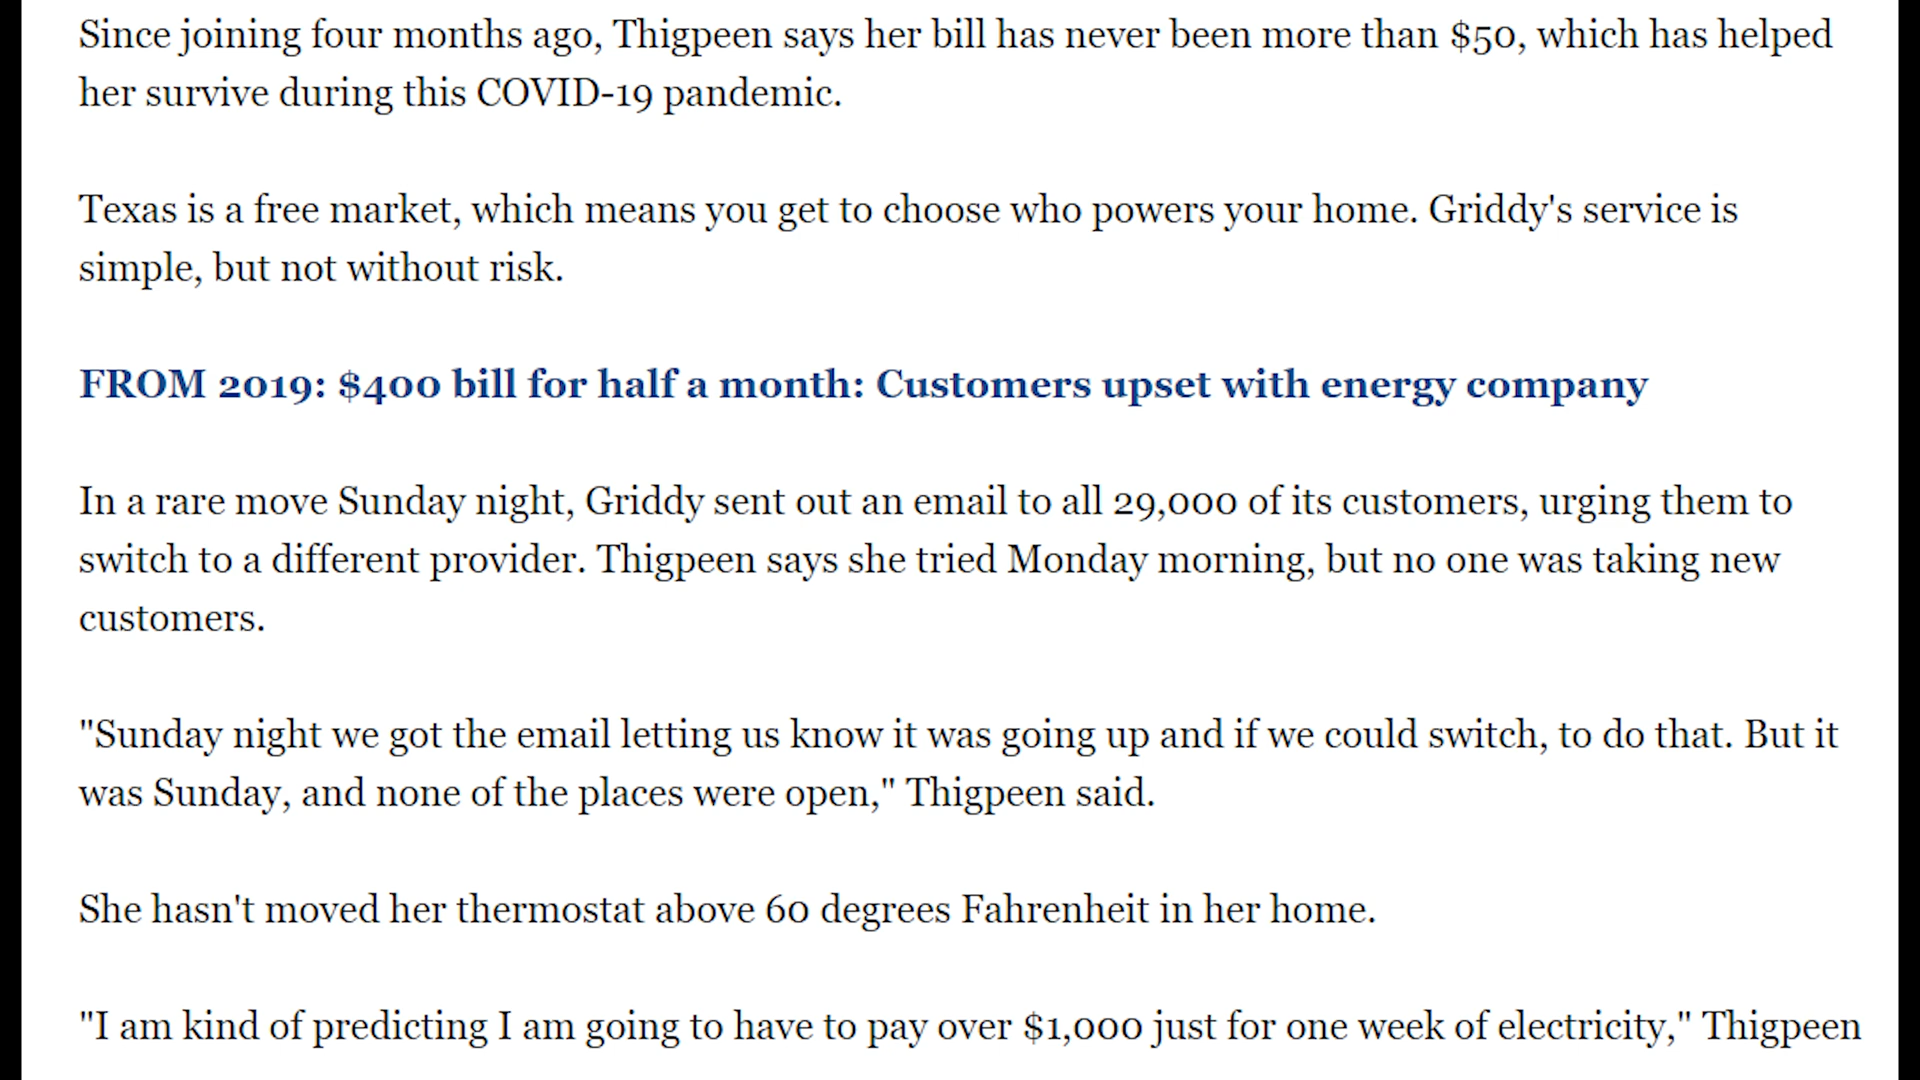 Since joining four months ago, Thigpeen says her bill has never been more than $50, which has helped
her survive during this COVID-19 pandemic.
Texas is a free market, which means you get to choose who powers your home. Griddy's service is
simple, but not without risk.
FROM 2019: $400 bill for half a month: Customers upset with energy company
In a rare move Sunday night, Griddy sent out an email to all 29,000 of its customers, urging them to
switch to a different provider. Thigpeen says she tried Monday morning, but no one was taking new
customers.
"Sunday night we got the email letting us know it was going up and if we could switch, to do that. But it
was Sunday, and none of the places were open," Thigpeen said.
She hasn't moved her thermostat above 60 degrees Fahrenheit in her home.
"I am kind of predicting I am going to have to pay over $1,000 just for one week of electricity," Thigpeen